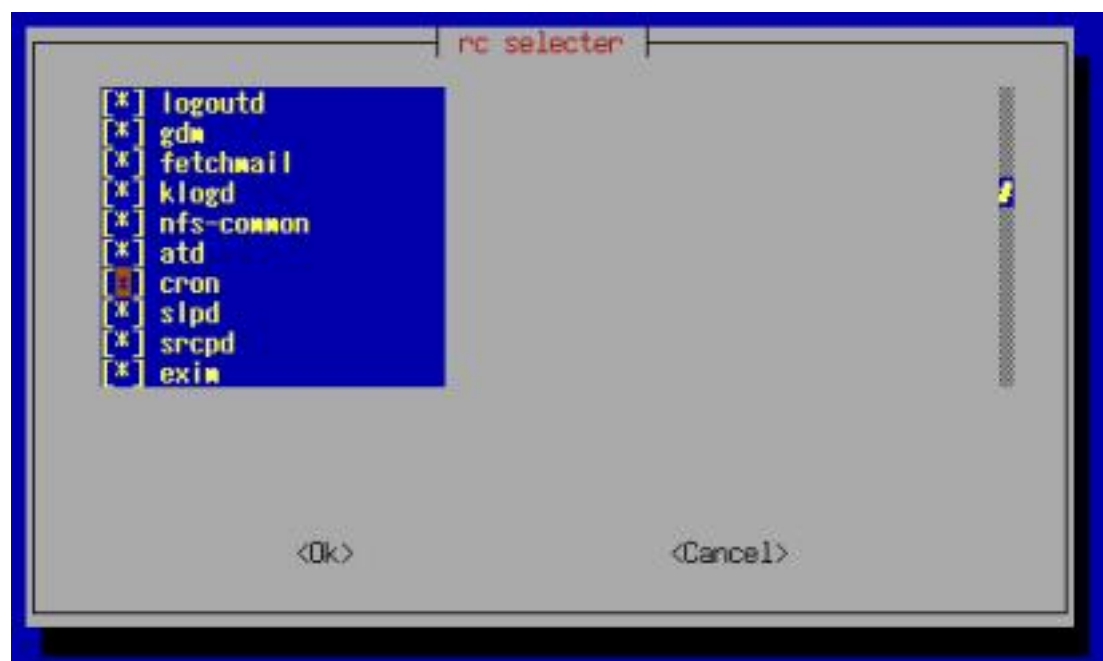 rc selecter
[*] logoutd
[*] gdm
[*] fetchmail
[*] klogd
[*] nfs-common
[*] atd
[*] cron
[*] slpd
[*] srcpd
[*] exim
<Ok> <Cancel>